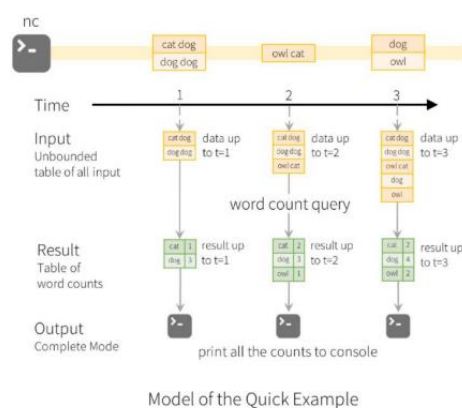 nc
cat dog
dog dog
owl cat
dog
owl
Time
1
2
3
Input
Unbounded
table of all input
cat dog
dog dog
data up
to t=1
cat dog
dog dog
owl cat
data up
to t=2
cat dog
dog dog
owl cat
dog
owl
data up
to t=3
word count query
Result
Table of
word counts
cat 1
dog 3
result up
to t=1
cat 2
dog 3
owl 1
result up
to t=2
cat 2
dog 4
owl 2
result up
to t=3
Output
Complete Mode
print all the counts to console
Model of the Quick Example